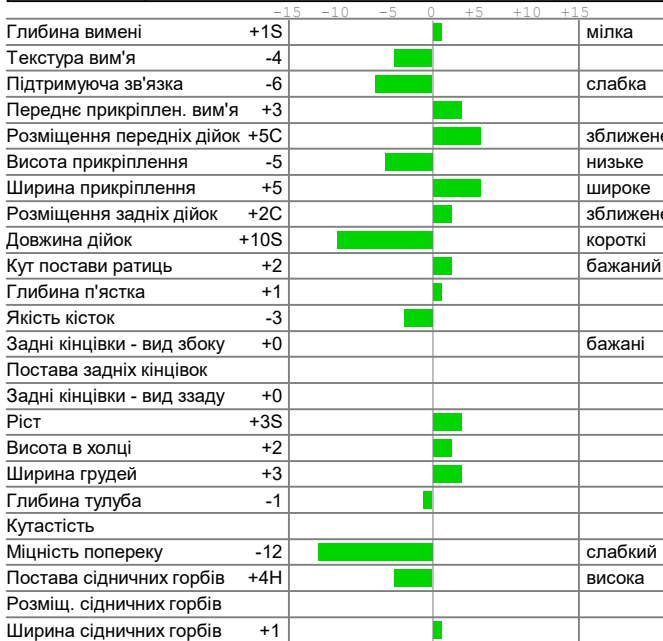 -15 -10 -5 0 +5 +10 +15
Глибина вимені +1S мілка
Текстура вим'я -4
Підтримуюча зв'язка -6 слабка
Переднє прикріплен. вим'я +3
Розміщення передніх дійок +5C зближене
Висота прикріплення -5 низьке
Ширина прикріплення +5 широке
Розміщення задніх дійок +2C зближене
Довжина дійок +10S короткі
Кут постави ратиць +2 бажаний
Глибина п'ястка +1
Якість кісток -3
Задні кінцівки - вид збоку +0 бажані
Постава задніх кінцівок
Задні кінцівки - вид ззаду +0
Ріст +3S
Висота в холці +2
Ширина грудей +3
Глибина тулуба -1
Кутастість
Міцність попереку -12 слабкий
Постава сідничних горбів +4H висока
Розміщ. сідничних горбів
Ширина сідничних горбів +1